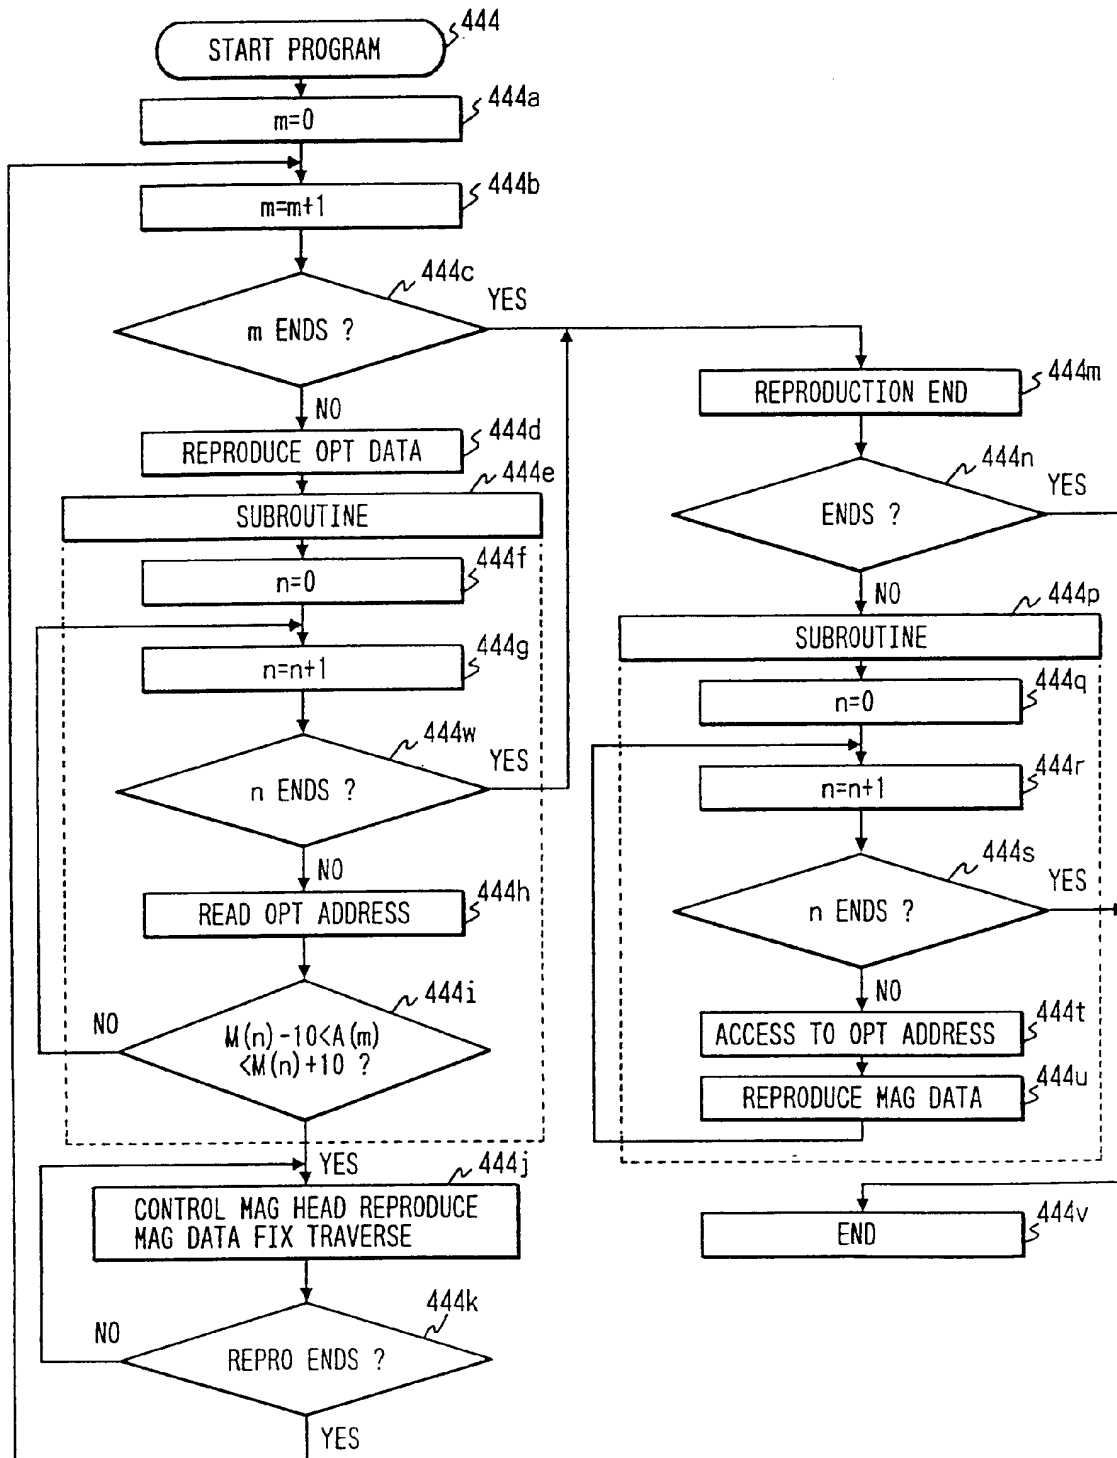 444
START PROGRAM
444a
m=0
444b
m=m+1
444c
YES
m ENDS ?
NO
444d
REPRODUCE OPT DATA
444e
SUBROUTINE
444f
n=0
444g
n=n+1
444w
YES
n ENDS ?
NO
444h
READ OPT ADDRESS
444i
NO
M(n)-10<A(m)
<M(n)+10 ?
YES
444j
CONTROL MAG HEAD REPRODUCE
MAG DATA FIX TRAVERSE
444k
NO
REPRO ENDS ?
YES
444m
REPRODUCTION END
444n
YES
ENDS ?
NO
444p
SUBROUTINE
444q
n=0
444r
n=n+1
444s
YES
n ENDS ?
NO
444t
ACCESS TO OPT ADDRESS
444u
REPRODUCE MAG DATA
444v
END